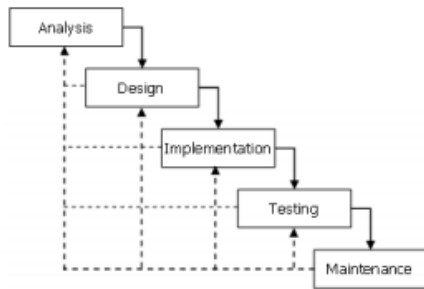 Analysis
Design
Implementation
Testing
Maintenance